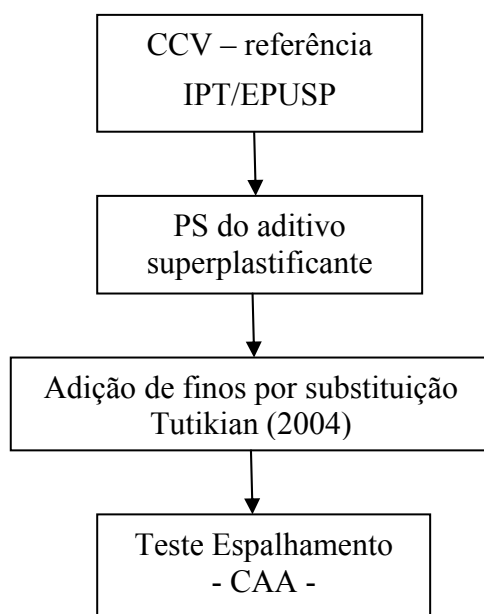 CCV – referência
IPT/EPUSP
PS do aditivo
superplastificante
Adição de finos por substituição
Tutikian (2004)
Teste Espalhamento
- CAA -